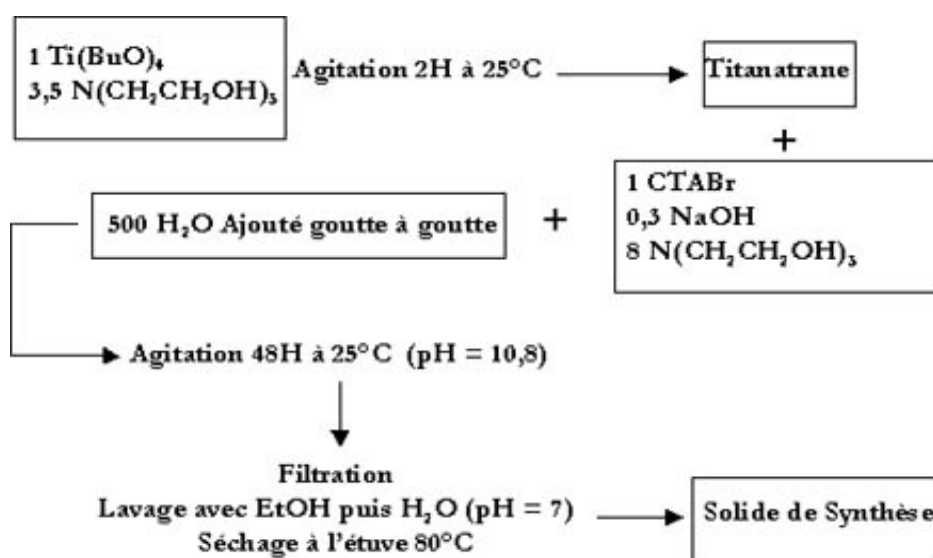 1 Ti(BuO)₄
3,5 N(CH₂CH₂OH)₃
Agitation 2H à 25°C
Titanatrane
+
1 CTABr
0,3 NaOH
8 N(CH₂CH₂OH)₃
+
500 H₂O Ajouté goutte à goutte
Agitation 48H à 25°C (pH = 10,8)
Filtration
Lavage avec EtOH puis H₂O (pH = 7)
Séchage à l'étuve 80°C
Solide de Synthèse